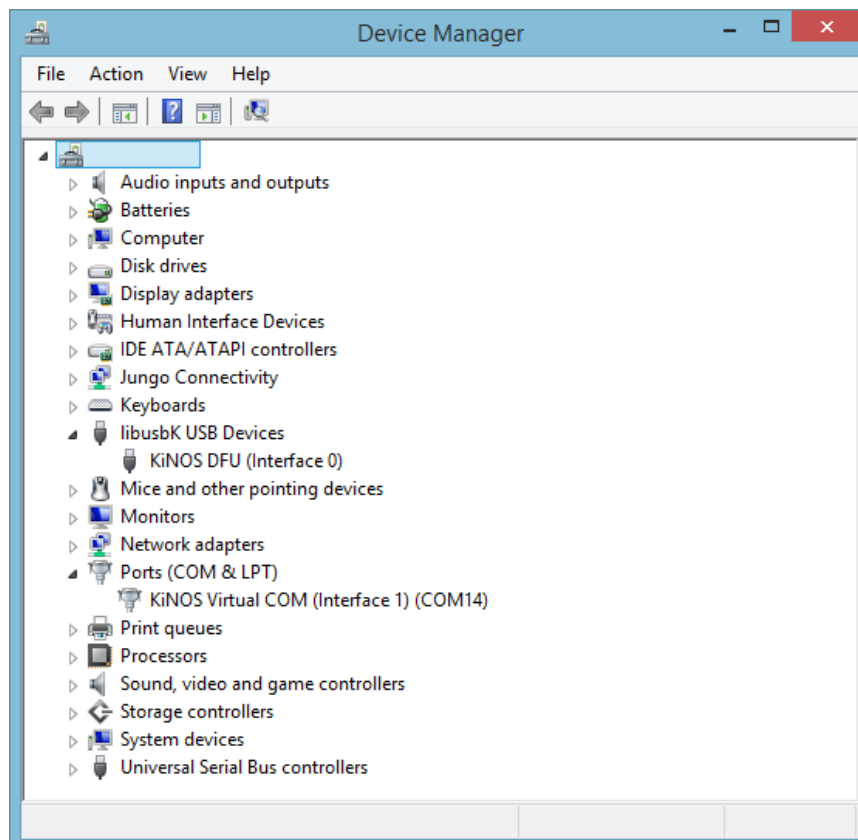 Device Manager
File Action View Help
Audio inputs and outputs
Batteries
Computer
Disk drives
Display adapters
Human Interface Devices
IDE ATA/ATAPI controllers
Jungo Connectivity
Keyboards
libusbK USB Devices
KiNOS DFU (Interface 0)
Mice and other pointing devices
Monitors
Network adapters
Ports (COM & LPT)
KiNOS Virtual COM (Interface 1) (COM14)
Print queues
Processors
Sound, video and game controllers
Storage controllers
System devices
Universal Serial Bus controllers